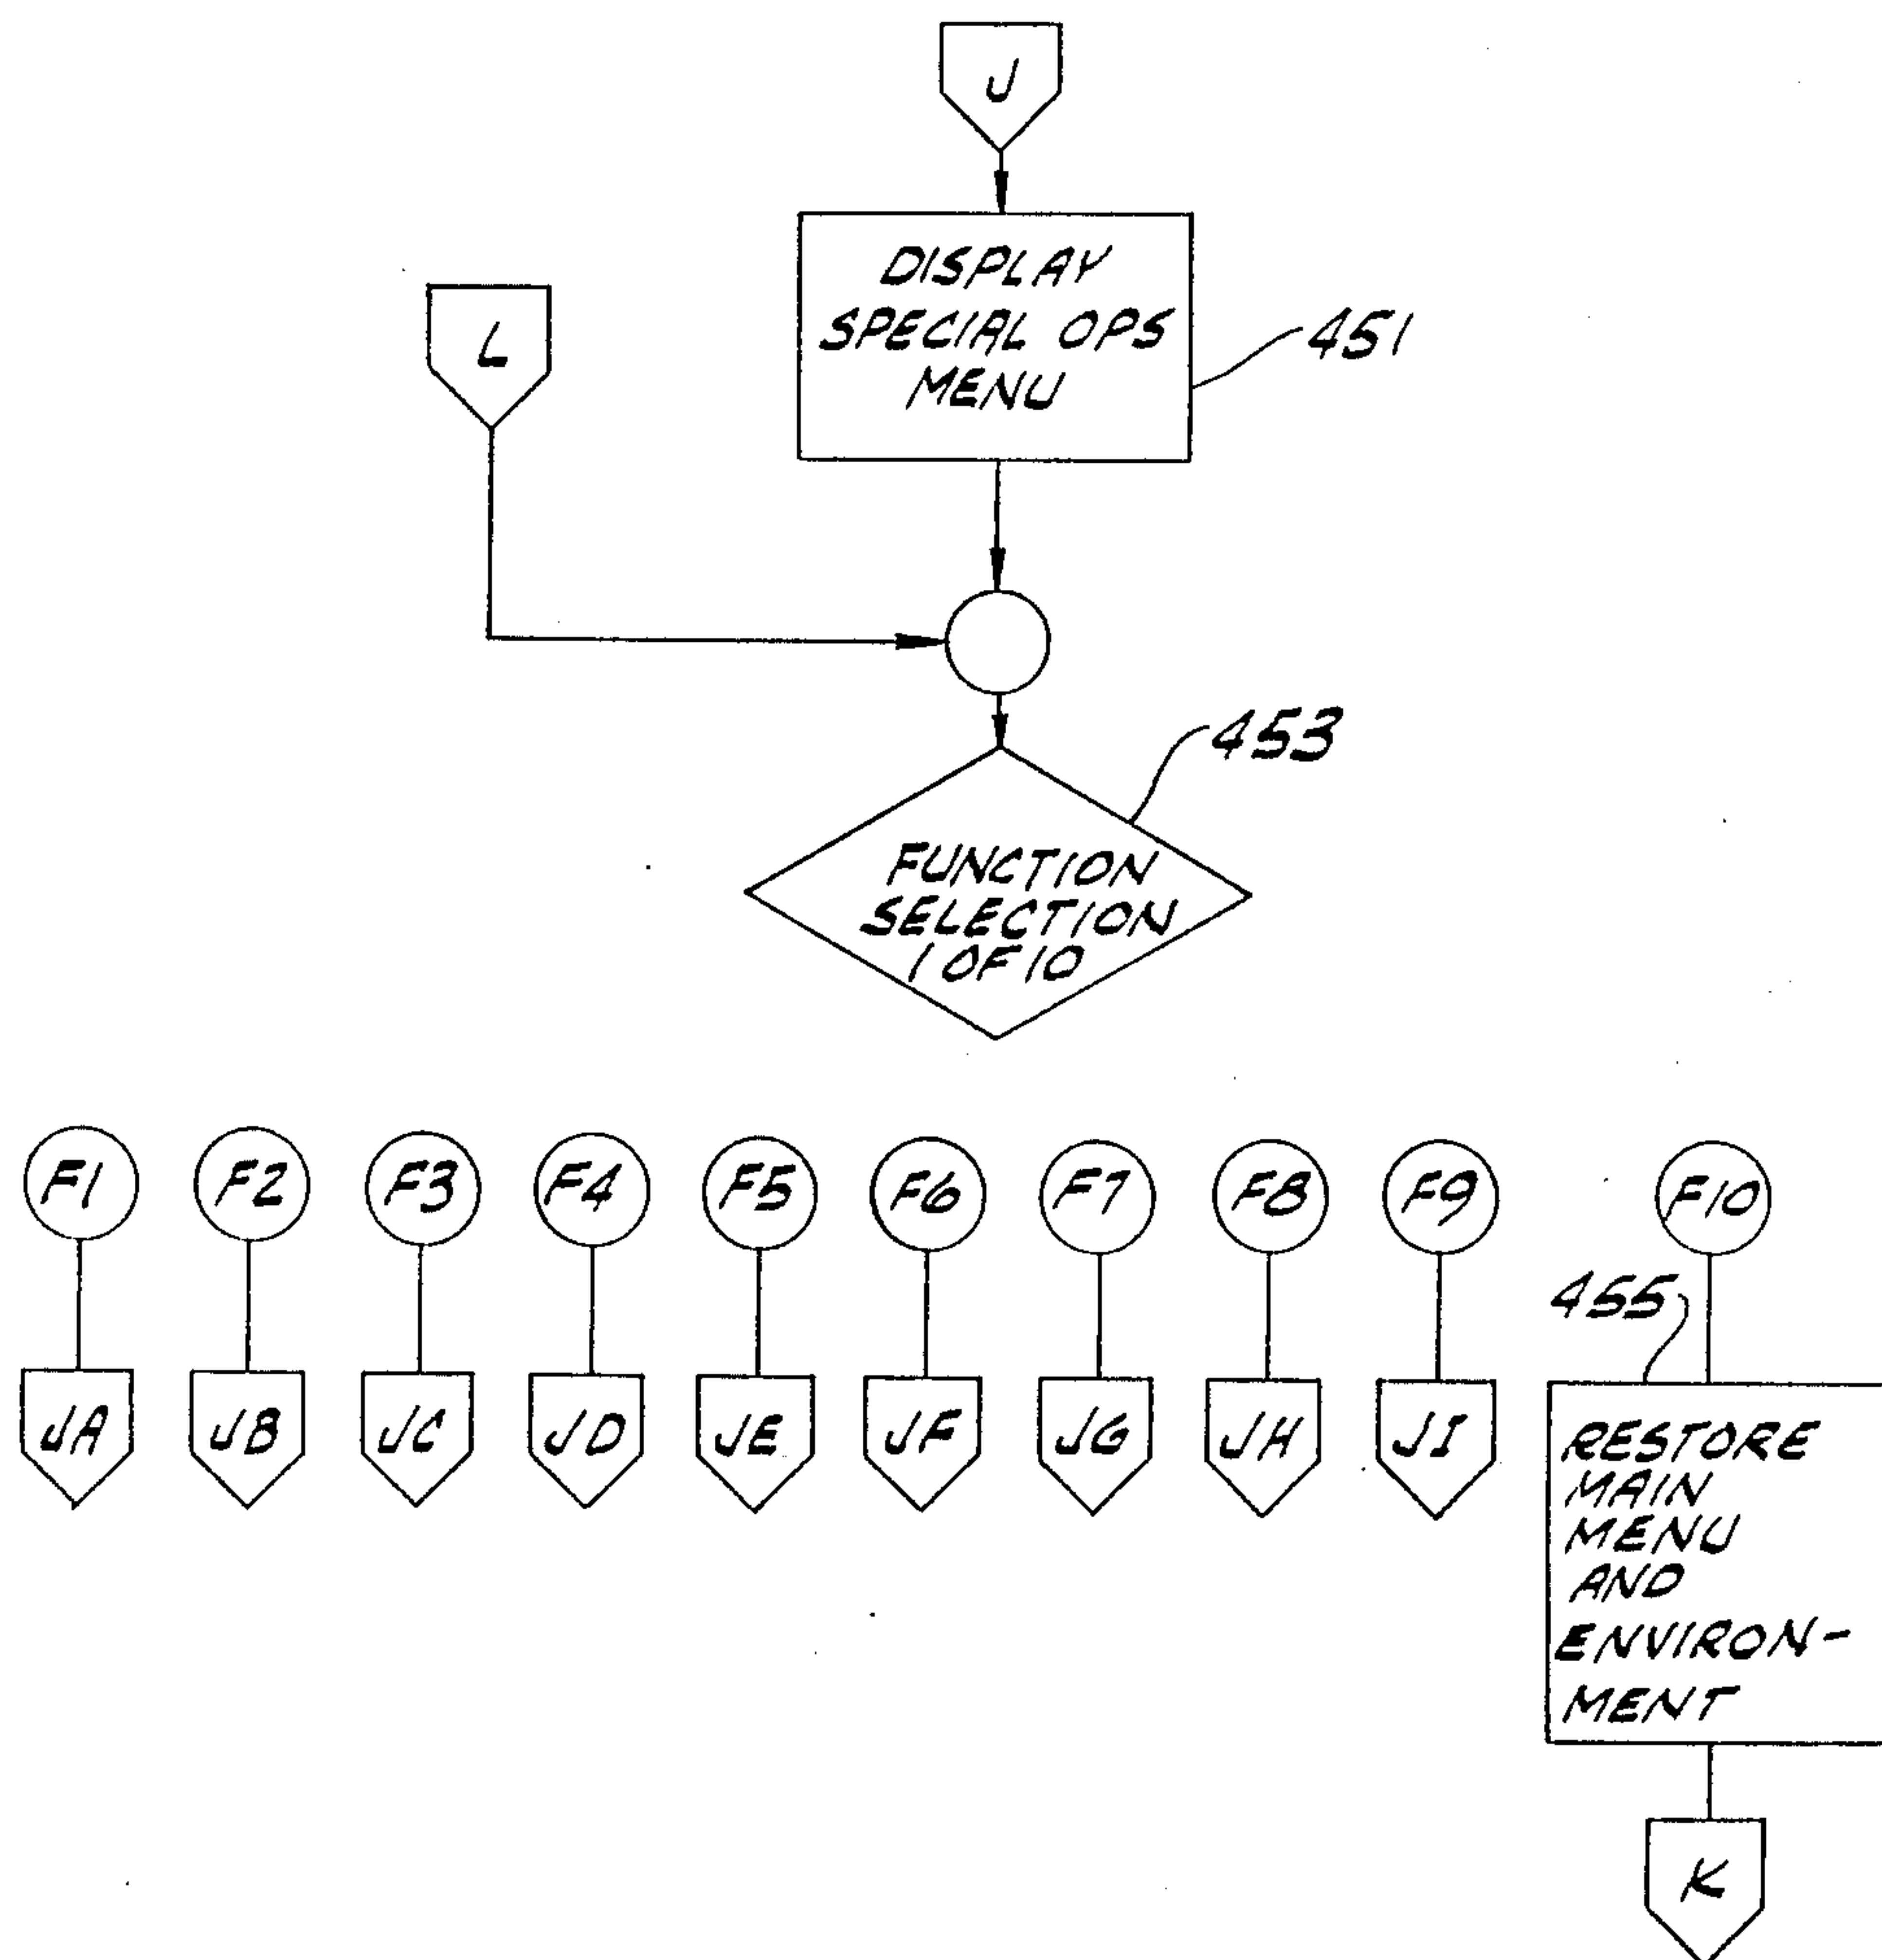 J
DISPLAY
SPECIAL OPS
MENU
451
L
453
FUNCTION
SELECTION
1 OF 10
F1 F2 F3 F4 F5 F6 F7 F8 F9 F10
455
JA JB JC JD JE JF JG JH JI
RESTORE
MAIN
MENU
AND
ENVIRON-
MENT
K